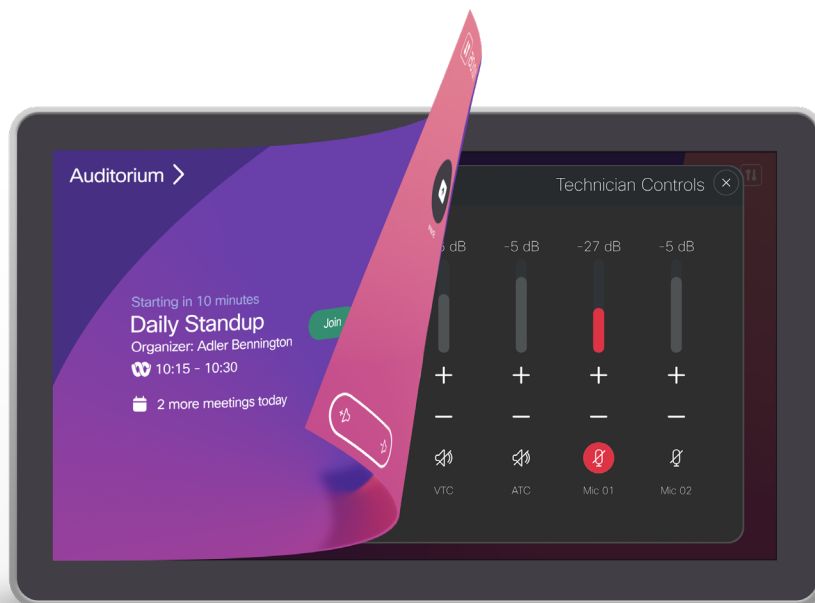 Auditorium
Starting in 10 minutes
Daily Standup
Organizer: Adler Bennington
10:15 - 10:30
2 more meetings today
Join
Technician Controls
dB
-5 dB
-27 dB
-5 dB
VTC
ATC
Mic 01
Mic 02